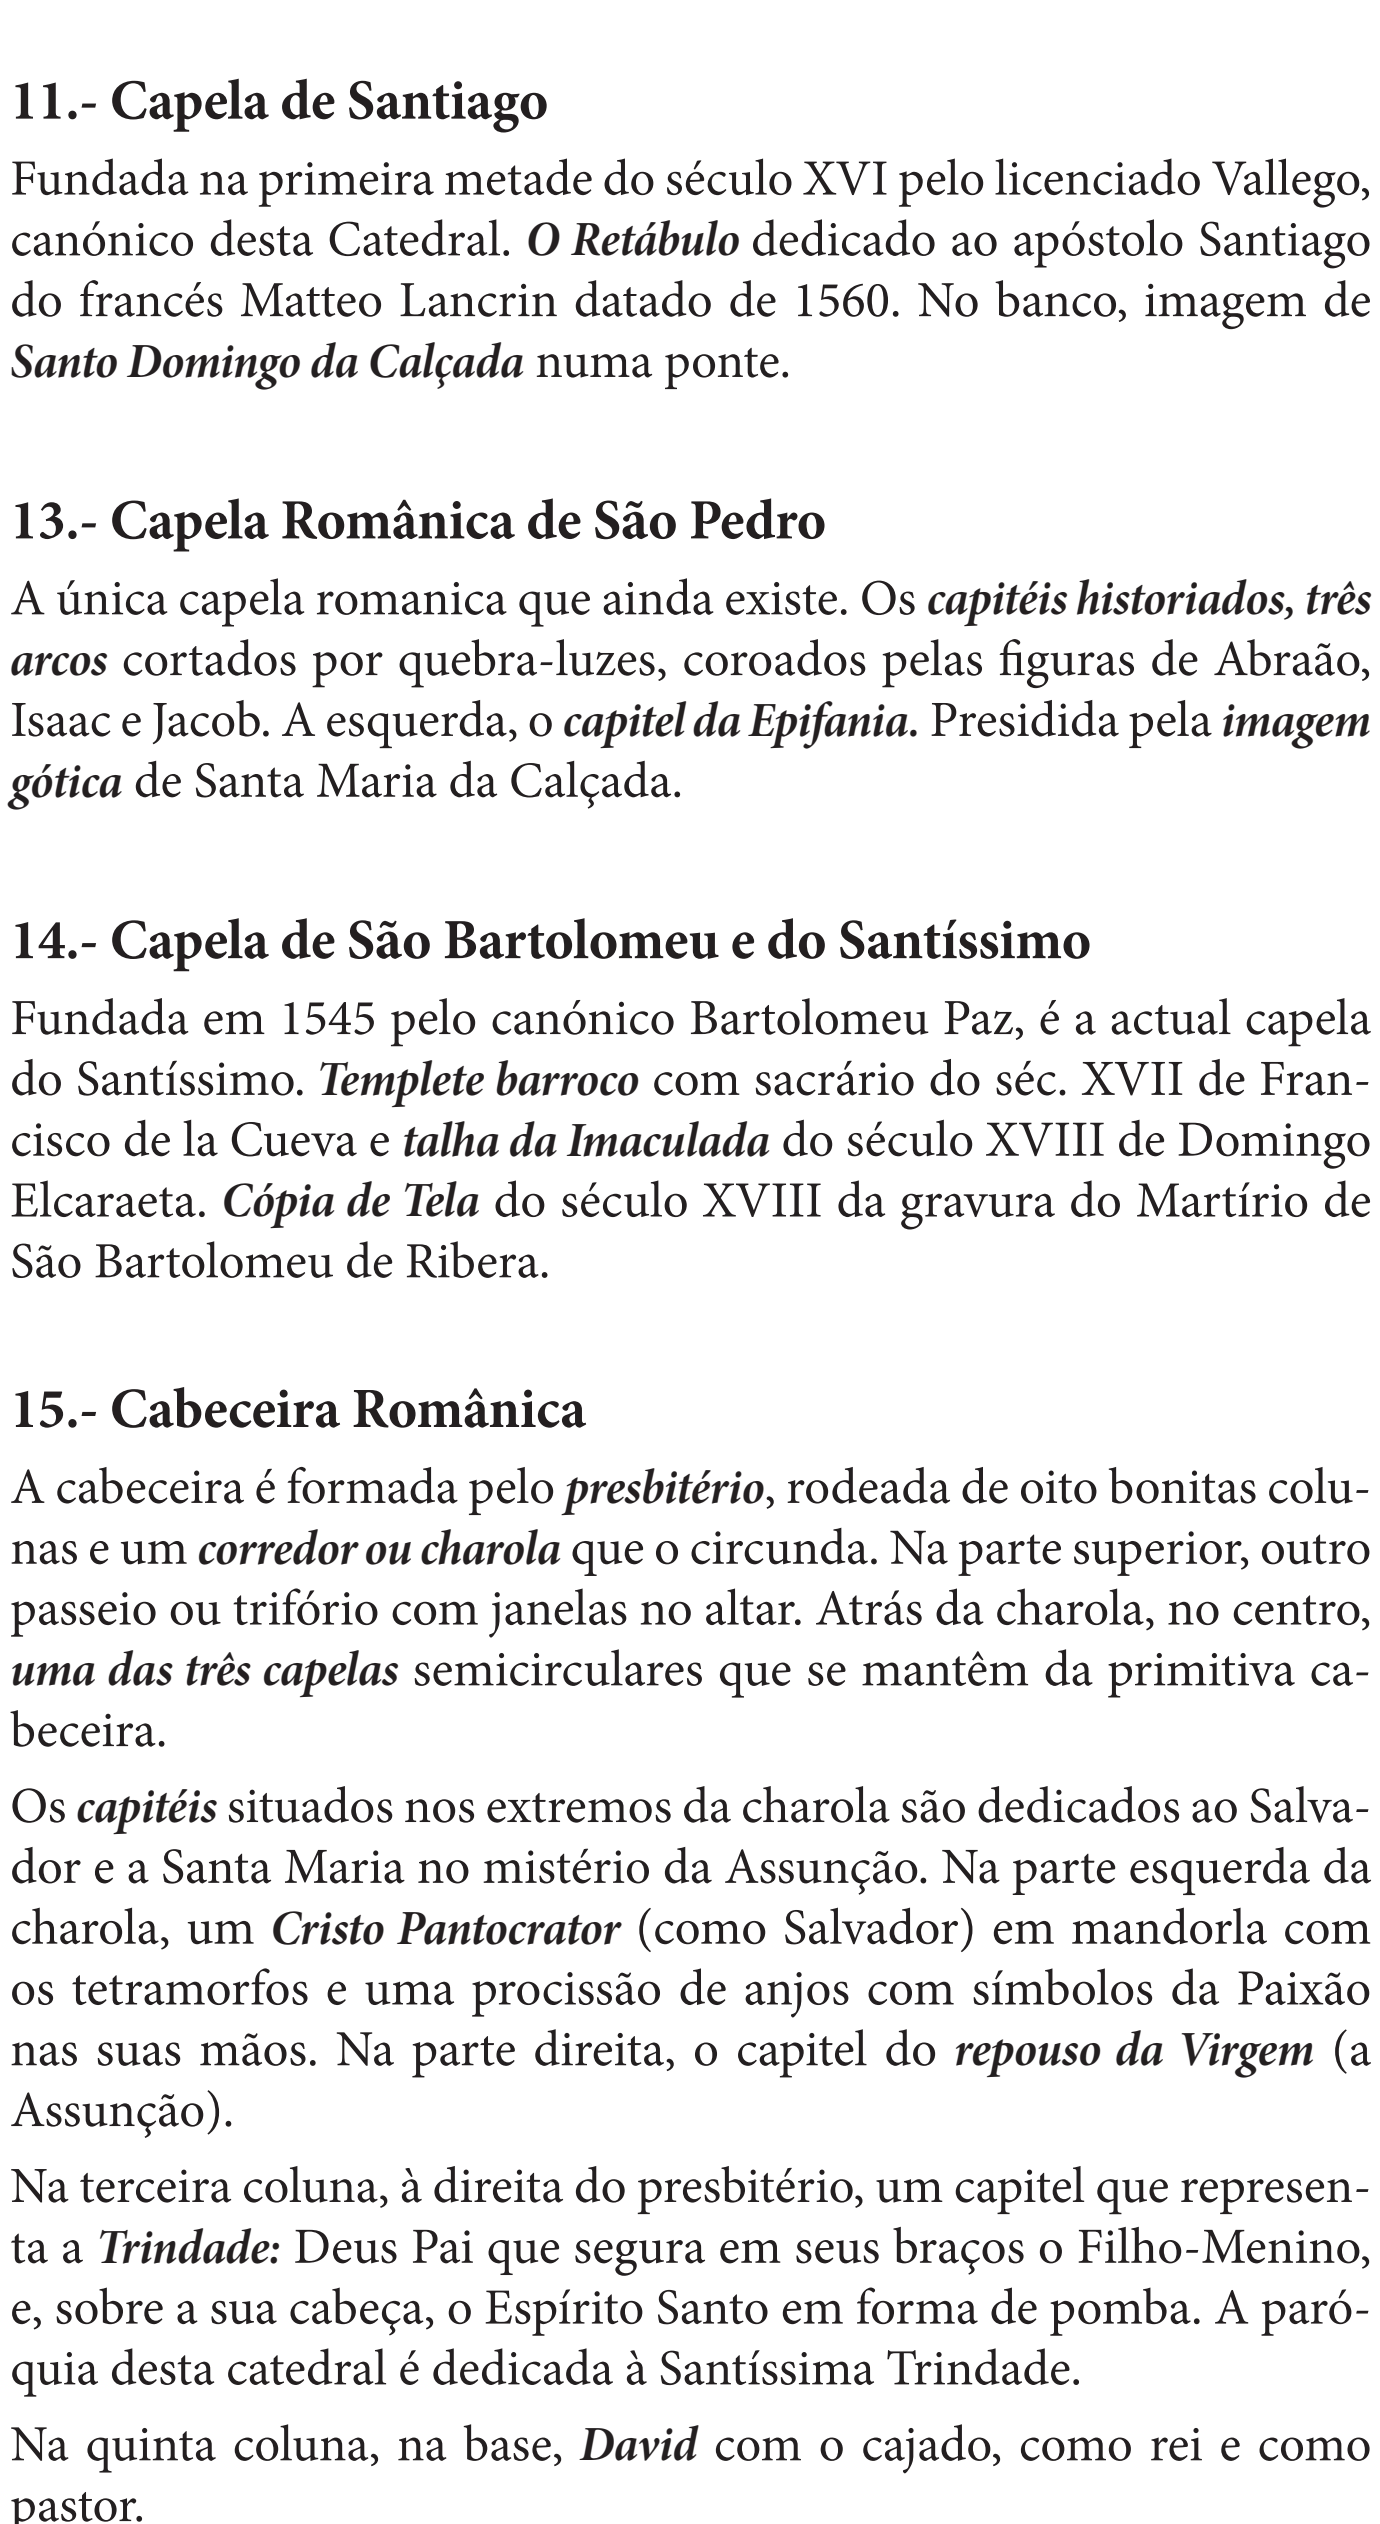 11.- Capela de Santiago
Fundada na primeira metade do século XVI pelo licenciado Vallego,
canónico desta Catedral. O Retábulo dedicado ao apóstolo Santiago
do francés Matteo Lancrin datado de 1560. No banco, imagem de
Santo Domingo da Calçada numa ponte.
13.- Capela Românica de São Pedro
A única capela romanica que ainda existe. Os capitéis historiados, três
arcos cortados por quebra-luzes, coroados pelas figuras de Abraão,
Isaac e Jacob. A esquerda, o capitel da Epifania. Presidida pela imagem
gótica de Santa Maria da Calçada.
14.- Capela de São Bartolomeu e do Santíssimo
Fundada em 1545 pelo canónico Bartolomeu Paz, é a actual capela
do Santíssimo. Templete barroco com sacrário do séc. XVII de Fran-
cisco de la Cueva e talha da Imaculada do século XVIII de Domingo
Elcaraeta. Cópia de Tela do século XVIII da gravura do Martírio de
São Bartolomeu de Ribera.
15.- Cabeceira Românica
A cabeceira é formada pelo presbitério, rodeada de oito bonitas colu-
nas e um corredor ou charola que o circunda. Na parte superior, outro
passeio ou trifório com janelas no altar. Atrás da charola, no centro,
uma das três capelas semicirculares que se mantêm da primitiva ca-
beceira.
Os capitéis situados nos extremos da charola são dedicados ao Salva-
dor e a Santa Maria no mistério da Assunção. Na parte esquerda da
charola, um Cristo Pantocrator (como Salvador) em mandorla com
os tetramorfos e uma procissão de anjos com símbolos da Paixão
nas suas mãos. Na parte direita, o capitel do repouso da Virgem (a
Assunção).
Na terceira coluna, à direita do presbitério, um capitel que represen-
ta a Trindade: Deus Pai que segura em seus braços o Filho-Menino,
e, sobre a sua cabeça, o Espírito Santo em forma de pomba. A paró-
quia desta catedral é dedicada à Santíssima Trindade.
Na quinta coluna, na base, David com o cajado, como rei e como
pastor.